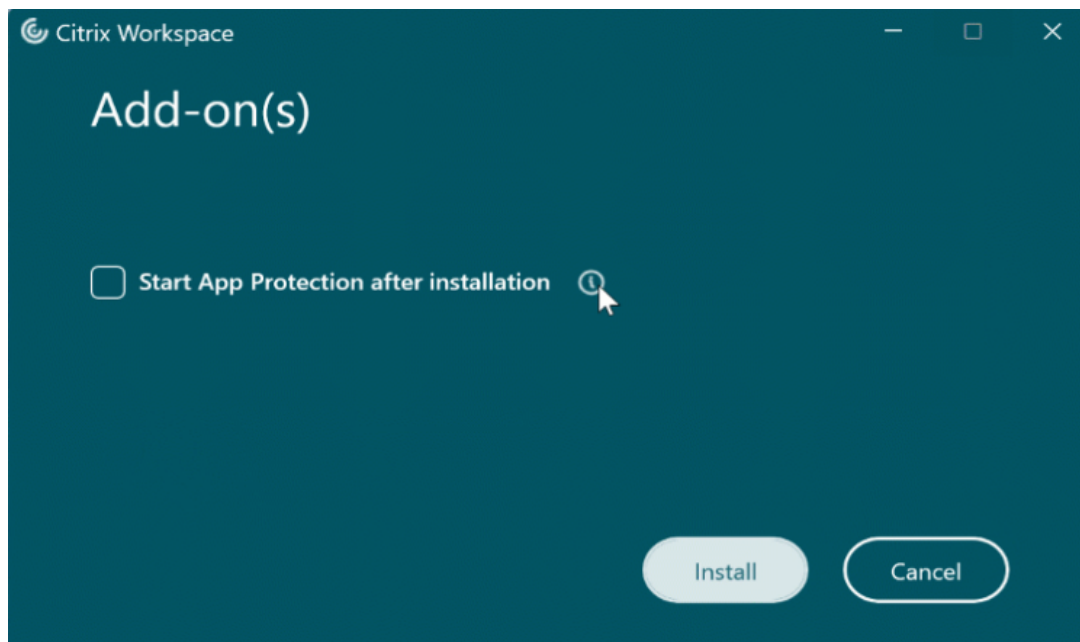 Citrix Workspace
Add-on(s)
Start App Protection after installation
Install
Cancel